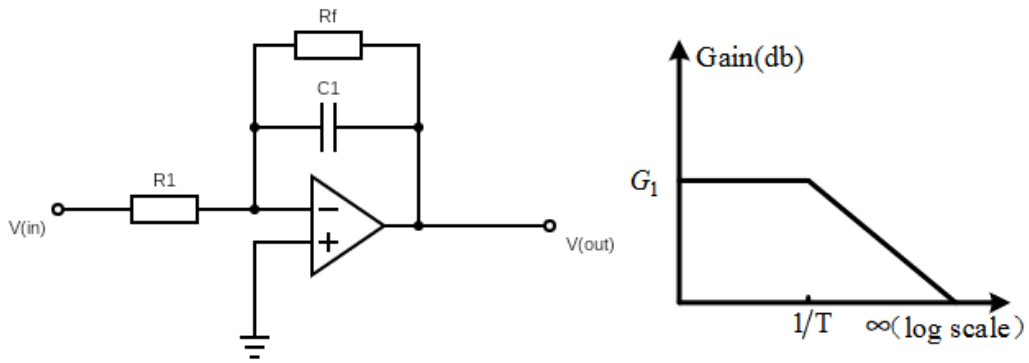 Rf
C1
R1
V(in)
−
+
V(out)
Gain(db)
G₁
1/T
∞(log scale)